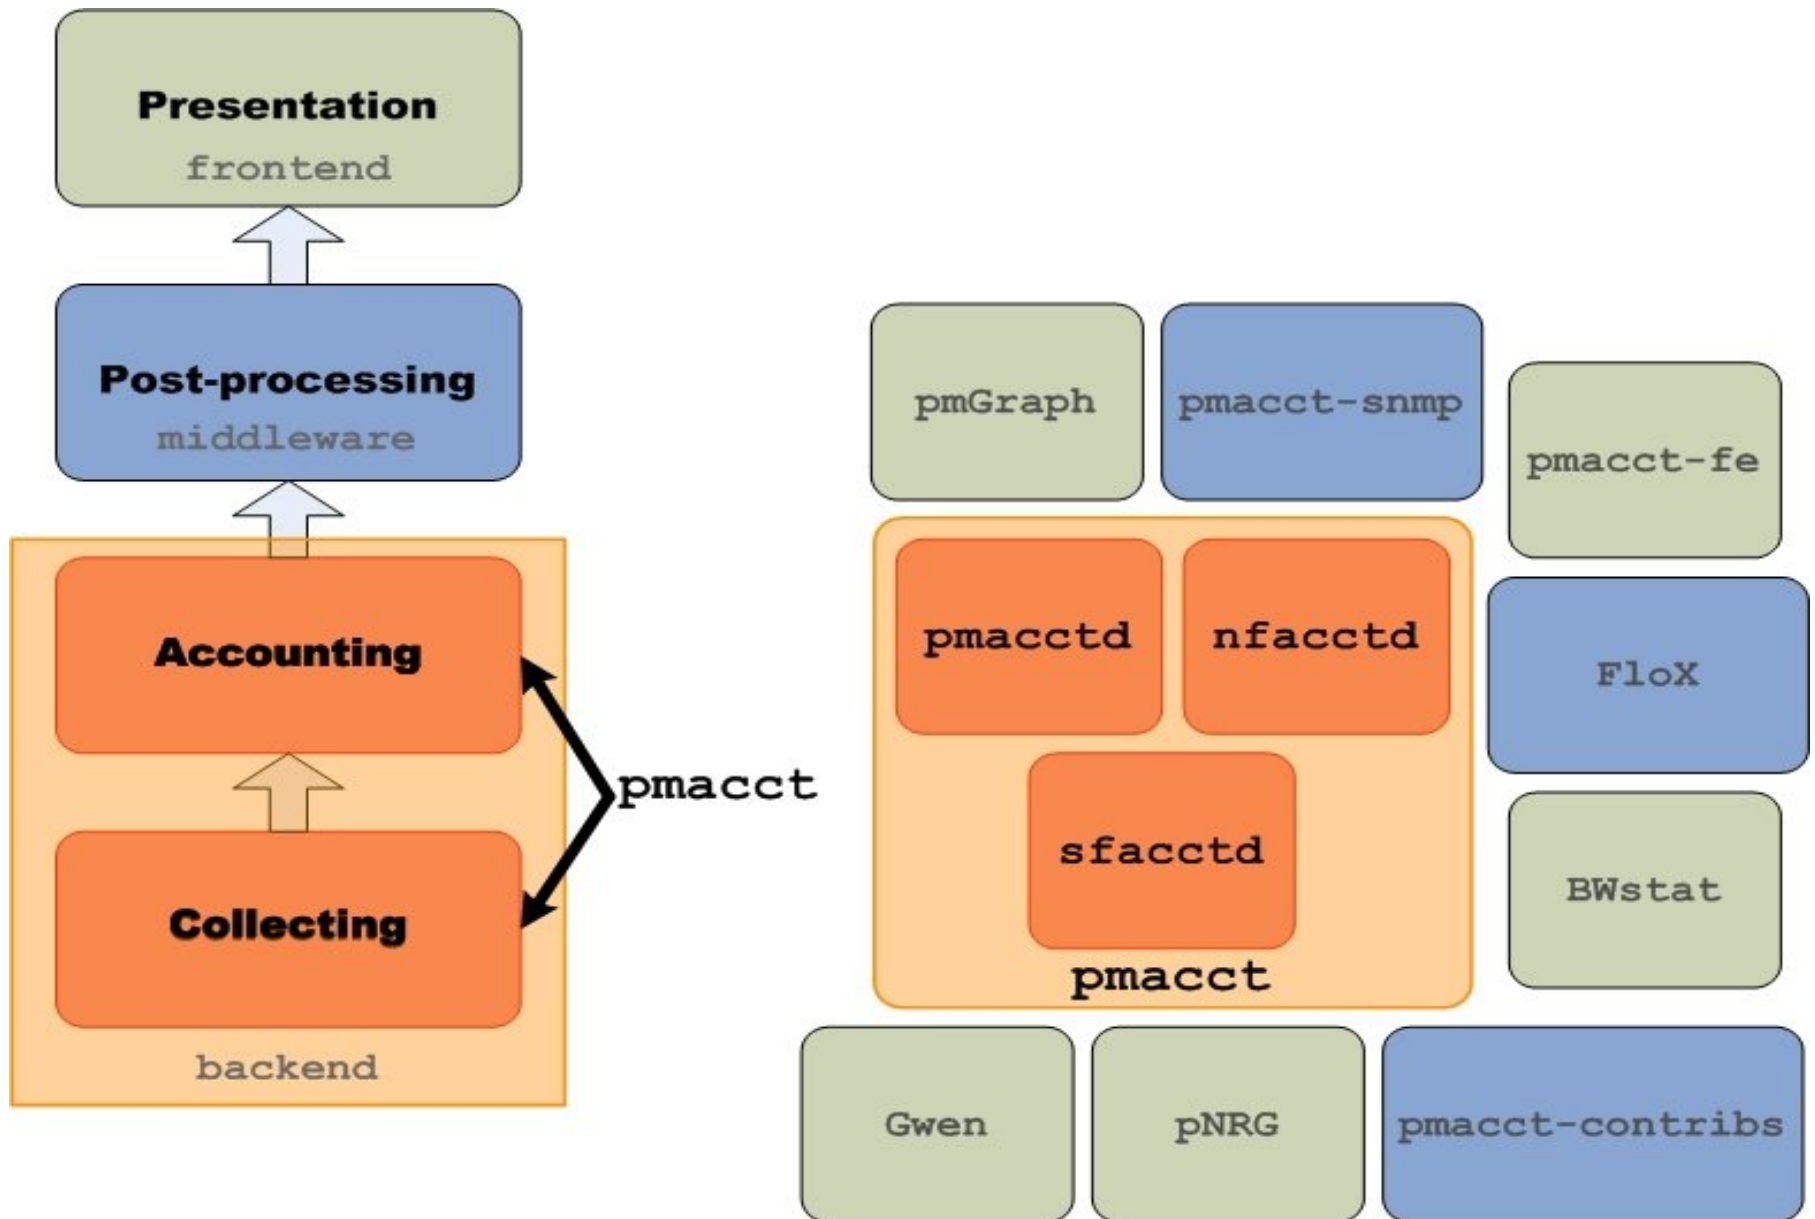 Presentation
frontend
Post-processing
middleware
Accounting
pmacct
Collecting
backend
pmGraph
pmacct-snmp
pmacct-fe
pmacctd
nfacctd
FloX
sfacctd
BWstat
pmacct
Gwen
pNRG
pmacct-contribs